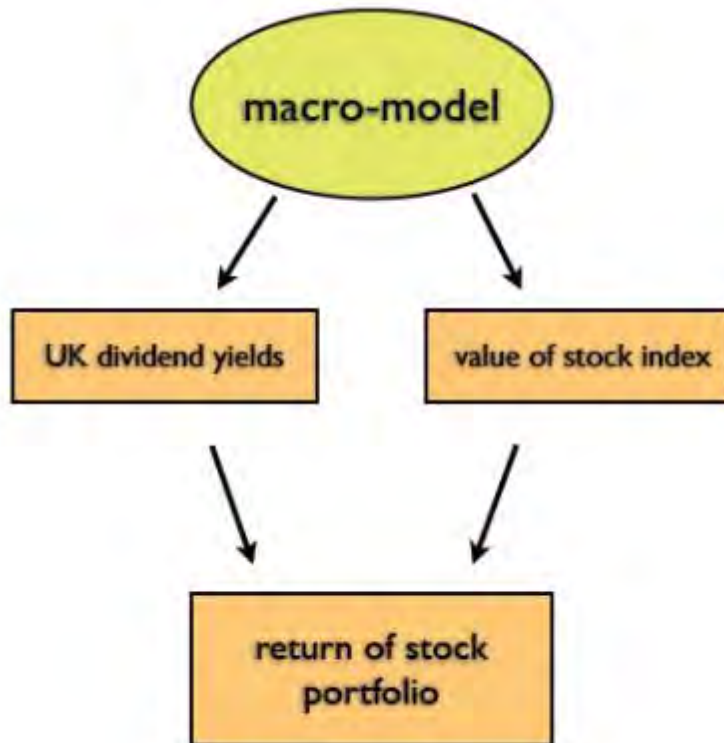 macro-model
UK dividend yields
value of stock index
return of stock
portfolio